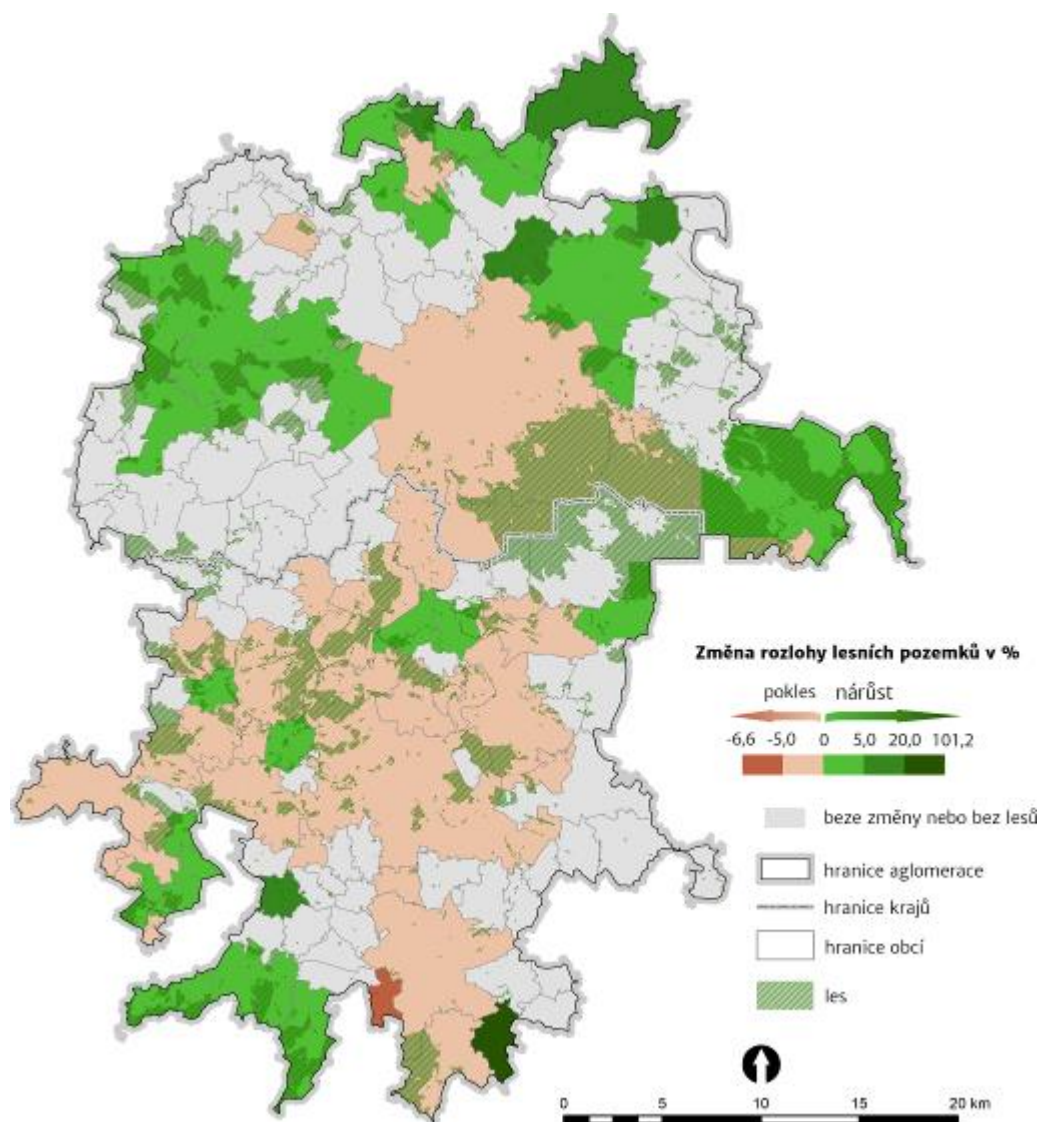 Změna rozlohy lesních pozemků v %
pokles nárůst
-6,6 -5,0 0 5,0 20,0 101,2
beze změny nebo bez lesů
hranice aglomerace
hranice krajů
hranice obcí
les
0 5 10 15 20 km